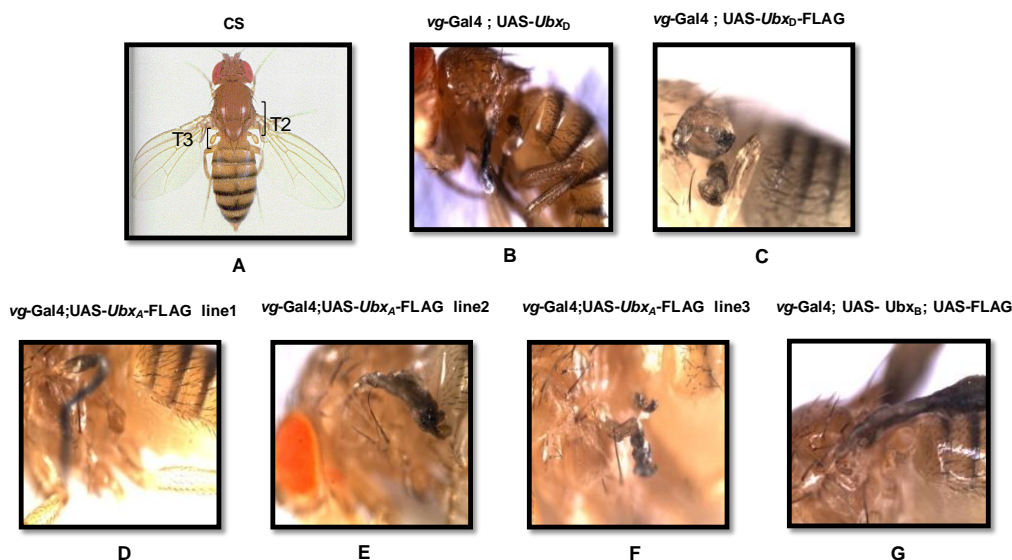 CS
vg-Gal4 ; UAS-UbxD
vg-Gal4 ; UAS-UbxD-FLAG
T3
T2
A
B
C
vg-Gal4;UAS-UbxA-FLAG line1
vg-Gal4;UAS-UbxA-FLAG line2
vg-Gal4;UAS-UbxA-FLAG line3
vg-Gal4; UAS- UbxB; UAS-FLAG
D
E
F
G